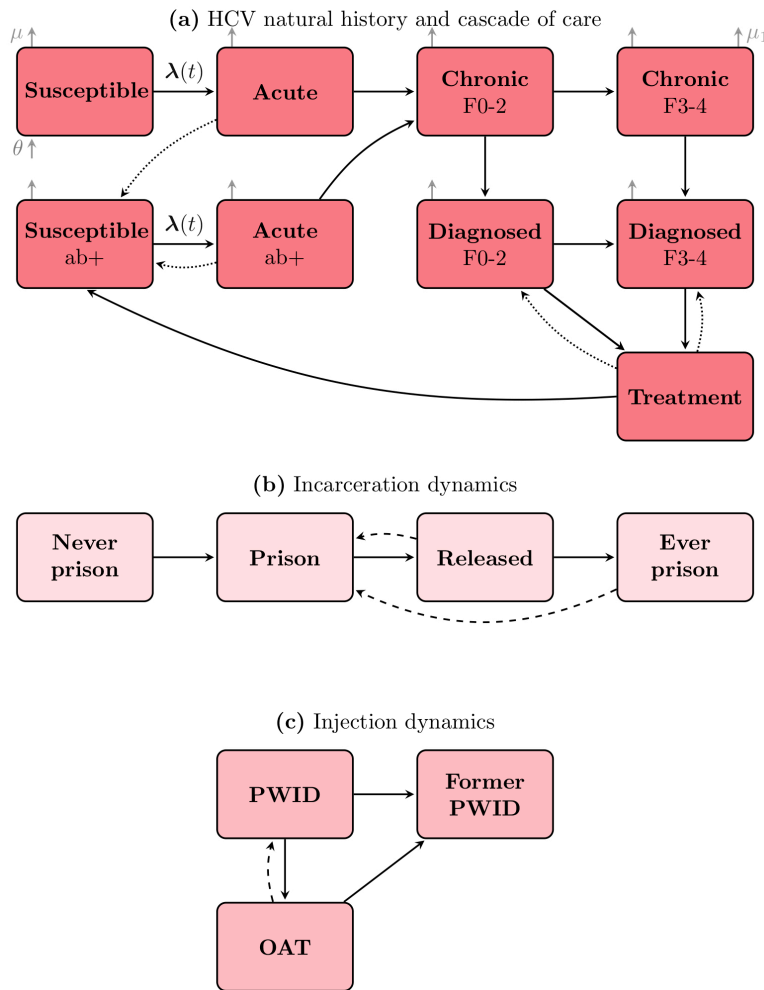 (a) HCV natural history and cascade of care
μ
μ₁
Susceptible
λ(t)
Acute
Chronic
F0-2
Chronic
F3-4
θ
Susceptible
ab+
λ(t)
Acute
ab+
Diagnosed
F0-2
Diagnosed
F3-4
Treatment
(b) Incarceration dynamics
Never
prison
Prison
Released
Ever
prison
(c) Injection dynamics
PWID
Former
PWID
OAT